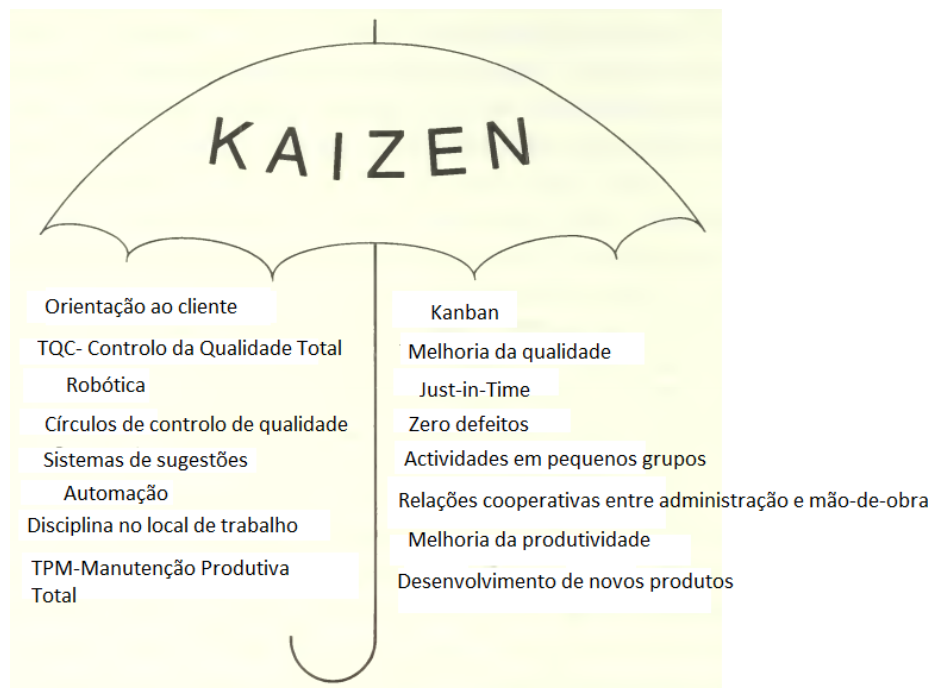 KAIZEN
Orientação ao cliente
TQC- Controlo da Qualidade Total
Robótica
Círculos de controlo de qualidade
Sistemas de sugestões
Automação
Disciplina no local de trabalho
TPM-Manutenção Produtiva
Total
Kanban
Melhoria da qualidade
Just-in-Time
Zero defeitos
Actividades em pequenos grupos
Relações cooperativas entre administração e mão-de-obra
Melhoria da produtividade
Desenvolvimento de novos produtos